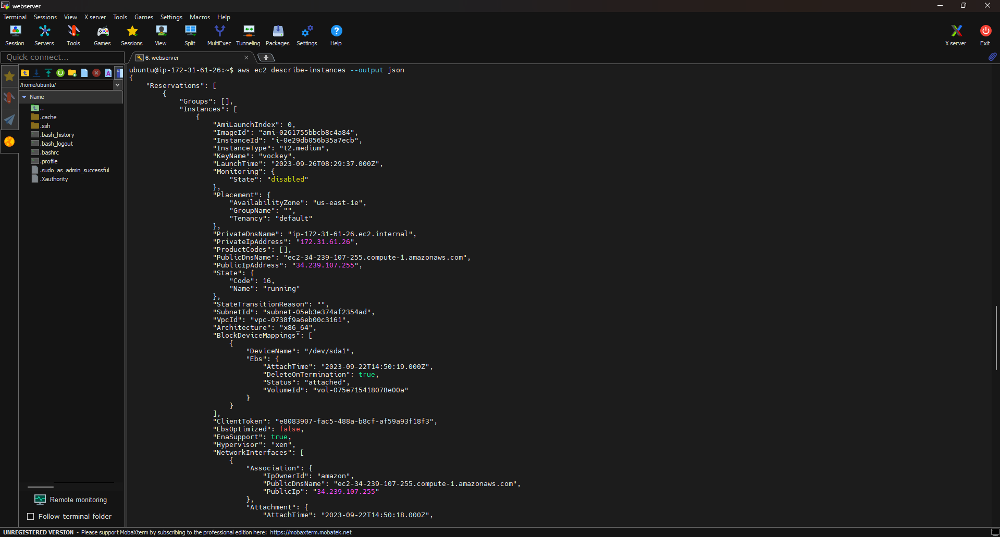 webserver
Terminal Sessions View X server Tools Games Settings Macros Help
Session Servers Tools Games Sessions View Split MultiExec Tunneling Packages Settings Help X server Exit
Quick connect...
6. webserver
/home/ubuntu/
Name
..
.cache
.ssh
.bash_history
.bash_logout
.bashrc
.profile
.sudo_as_admin_successful
.Xauthority
Remote monitoring
Follow terminal folder
ubuntu@ip-172-31-61-26:~$ aws ec2 describe-instances --output json
{
    "Reservations": [
        {
            "Groups": [],
            "Instances": [
                {
                    "AmiLaunchIndex": 0,
                    "ImageId": "ami-0261755bbcb8c4a84",
                    "InstanceId": "i-0e29db056b35a7ecb",
                    "InstanceType": "t2.medium",
                    "KeyName": "vockey",
                    "LaunchTime": "2023-09-26T08:29:37.000Z",
                    "Monitoring": {
                        "State": "disabled"
                    },
                    "Placement": {
                        "AvailabilityZone": "us-east-1e",
                        "GroupName": "",
                        "Tenancy": "default"
                    },
                    "PrivateDnsName": "ip-172-31-61-26.ec2.internal",
                    "PrivateIpAddress": "172.31.61.26",
                    "ProductCodes": [],
                    "PublicDnsName": "ec2-34-239-107-255.compute-1.amazonaws.com",
                    "PublicIpAddress": "34.239.107.255",
                    "State": {
                        "Code": 16,
                        "Name": "running"
                    },
                    "StateTransitionReason": "",
                    "SubnetId": "subnet-05eb3e374af2354ad",
                    "VpcId": "vpc-0738f9a6eb00c3161",
                    "Architecture": "x86_64",
                    "BlockDeviceMappings": [
                        {
                            "DeviceName": "/dev/sda1",
                            "Ebs": {
                                "AttachTime": "2023-09-22T14:50:19.000Z",
                                "DeleteOnTermination": true,
                                "Status": "attached",
                                "VolumeId": "vol-075e715418078e00a"
                            }
                        }
                    ],
                    "ClientToken": "e8083907-fac5-488a-b8cf-af59a93f18f3",
                    "EbsOptimized": false,
                    "EnaSupport": true,
                    "Hypervisor": "xen",
                    "NetworkInterfaces": [
                        {
                            "Association": {
                                "IpOwnerId": "amazon",
                                "PublicDnsName": "ec2-34-239-107-255.compute-1.amazonaws.com",
                                "PublicIp": "34.239.107.255"
                            },
                            "Attachment": {
                                "AttachTime": "2023-09-22T14:50:18.000Z",
UNREGISTERED VERSION - Please support MobaXterm by subscribing to the professional edition here: https://mobaxterm.mobatek.net